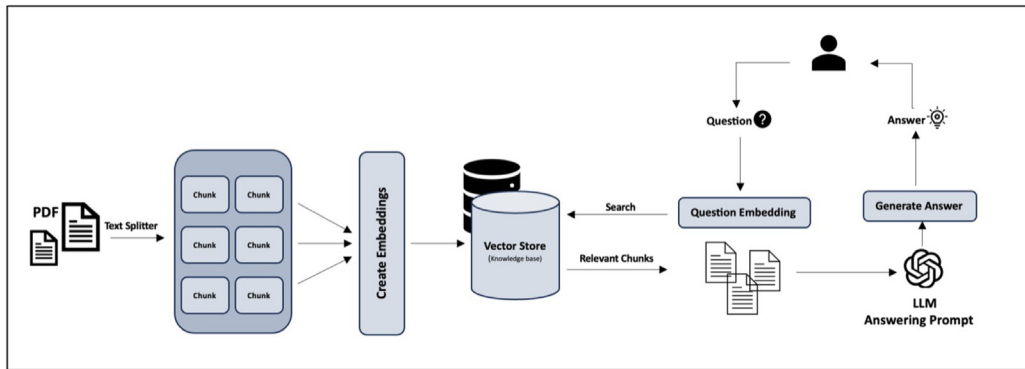 PDF
Text Splitter
Chunk Chunk
Chunk Chunk
Chunk Chunk
Create Embeddings
Vector Store
(Knowledge base)
Search
Relevant Chunks
Question ?
Question Embedding
Answer
Generate Answer
LLM
Answering Prompt